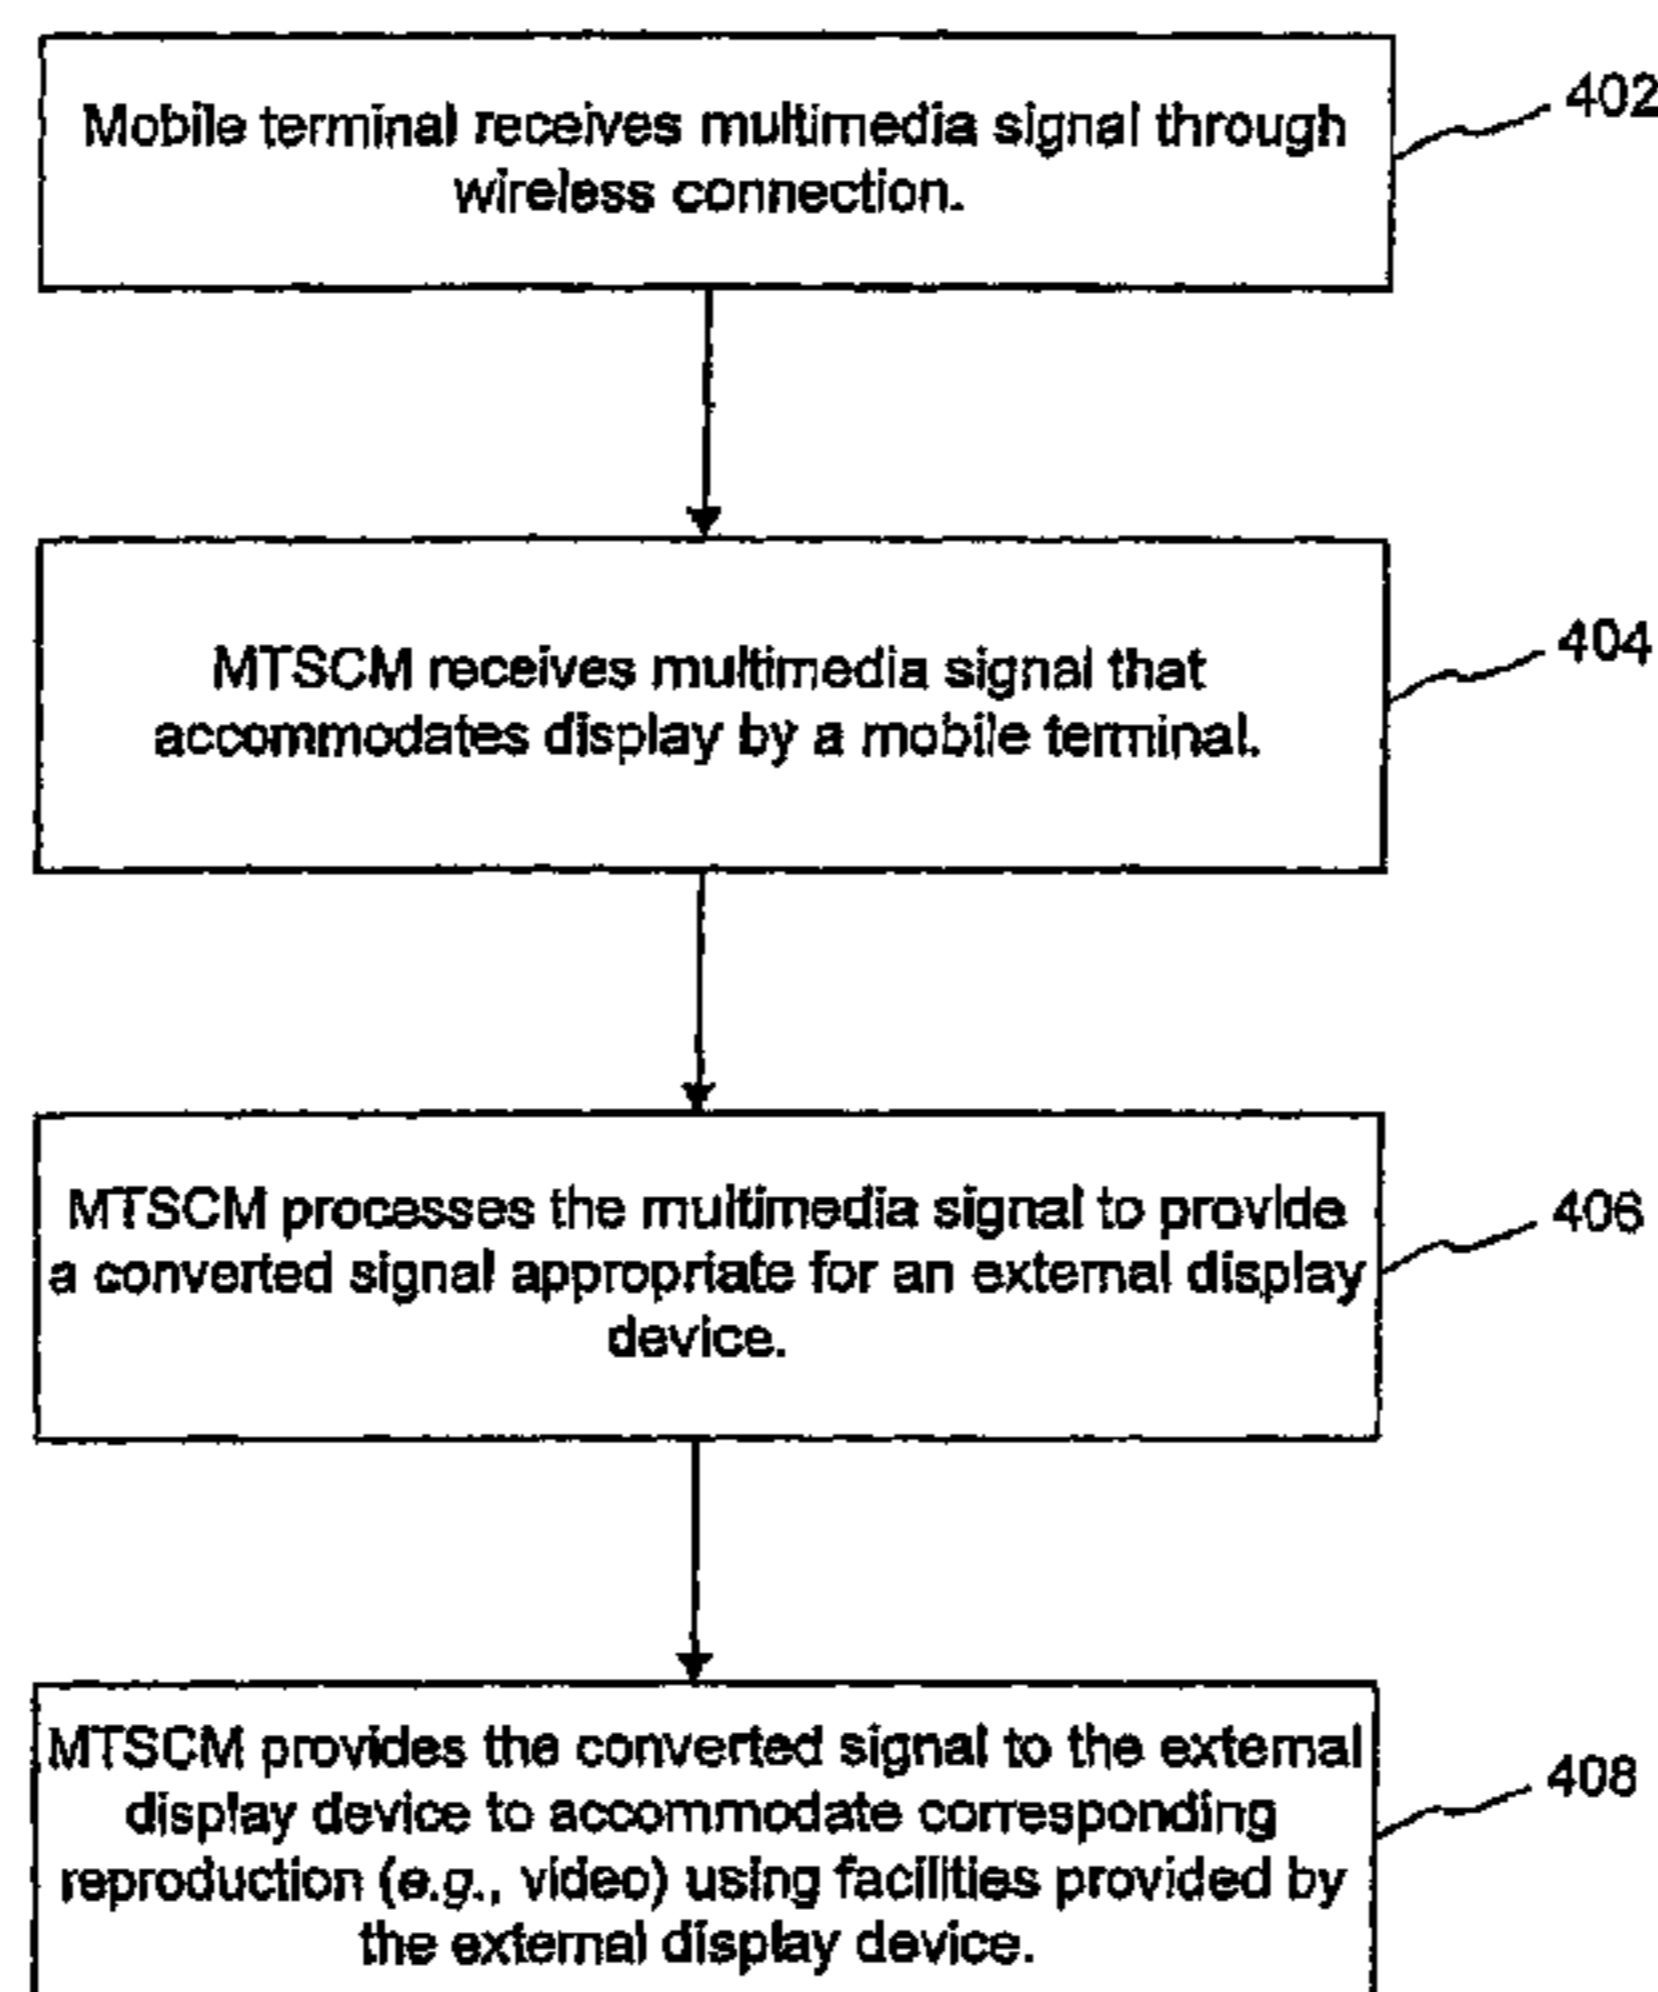 Mobile terminal receives multimedia signal through
wireless connection.
402
MTSCM receives multimedia signal that
accommodates display by a mobile terminal.
404
MTSCM processes the multimedia signal to provide
a converted signal appropriate for an external display
device.
406
MTSCM provides the converted signal to the external
display device to accommodate corresponding
reproduction (e.g., video) using facilities provided by
the external display device.
408